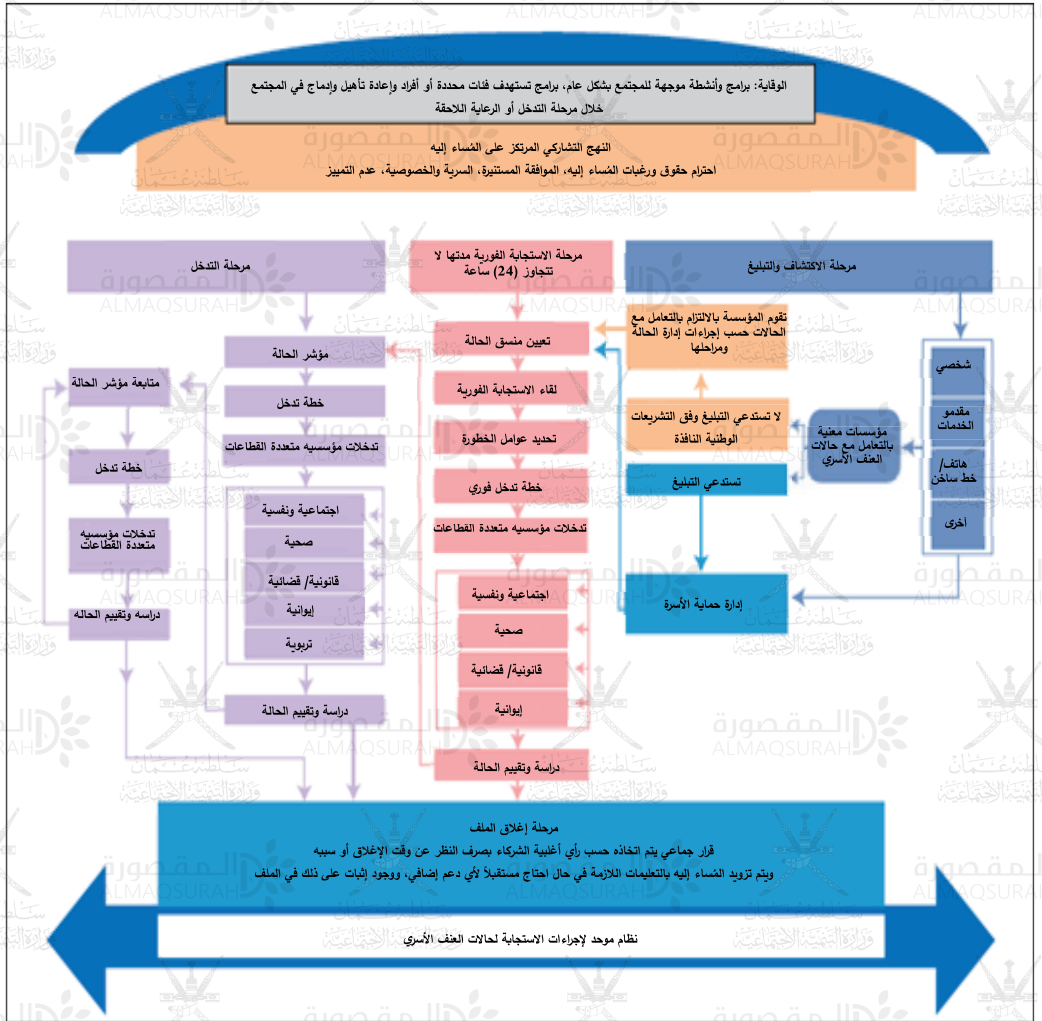 الوقاية: برامج وأنشطة موجهة للمجتمع بشكل عام، برامج تستهدف فئات محددة أو أفراد وإعادة تأهيل وإدماج في المجتمع
خلال مرحلة التدخل أو الرعاية اللاحقة
النهج التشاركي المرتكز على المُساء إليه
احترام حقوق ورغبات المُساء إليه، الموافقة المستنيرة، السرية والخصوصية، عدم التمييز
مرحلة الاكتشاف والتبليغ
شخصي
مقدمو
الخدمات
هاتف/
خط ساخن
أخرى
مؤسسات معنية
بالتعامل مع حالات
العنف الأسري
تقوم المؤسسة بالالتزام بالتعامل مع
الحالات حسب إجراءات إدارة الحالة
ومراحلها
لا تستدعي التبليغ وفق التشريعات
الوطنية النافذة
تستدعي التبليغ
إدارة حماية الأسرة
مرحلة الاستجابة الفورية مدتها لا
تتجاوز (24) ساعة
تعيين منسق الحالة
لقاء الاستجابة الفورية
تحديد عوامل الخطورة
خطة تدخل فوري
تدخلات مؤسسيه متعددة القطاعات
اجتماعية ونفسية
صحية
قانونية/ قضائية
إيوائية
دراسة وتقييم الحالة
مرحلة التدخل
مؤشر الحالة
خطة تدخل
تدخلات مؤسسيه متعددة القطاعات
اجتماعية ونفسية
صحية
قانونية/ قضائية
إيوائية
تربوية
دراسة وتقييم الحالة
متابعة مؤشر الحالة
خطة تدخل
تدخلات مؤسسيه
متعددة القطاعات
دراسه وتقييم الحاله
مرحلة إغلاق الملف
قرار جماعي يتم اتخاذه حسب رأي أغلبية الشركاء بصرف النظر عن وقت الإغلاق أو سببه
ويتم تزويد المُساء إليه بالتعليمات اللازمة في حال احتاج مستقبلاً لأي دعم إضافي، ووجود إثبات على ذلك في الملف
نظام موحد لإجراءات الاستجابة لحالات العنف الأسري
المقصورة
ALMAQSURAH
سلطنة عمان
وزارة التنمية الاجتماعية